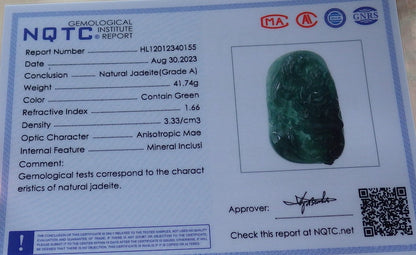 NQTC GEMOLOGICAL
INSTITUTE
REPORT
MA
A
GNRS
Report Number HL12012340155
Date Aug 30.2023
Conclusion Natural Jadeite(Grade A)
Weight 41.74g
Color Contain Green
Refractive Index 1.66
Density 3.33/cm3
Optic Character Anisotropic Mae
Internal Feature Mineral Inclusi
Comment:
Gemological tests correspond to the charact
eristics of natural jadeite.
Approver:
Check this report at NQTC.net